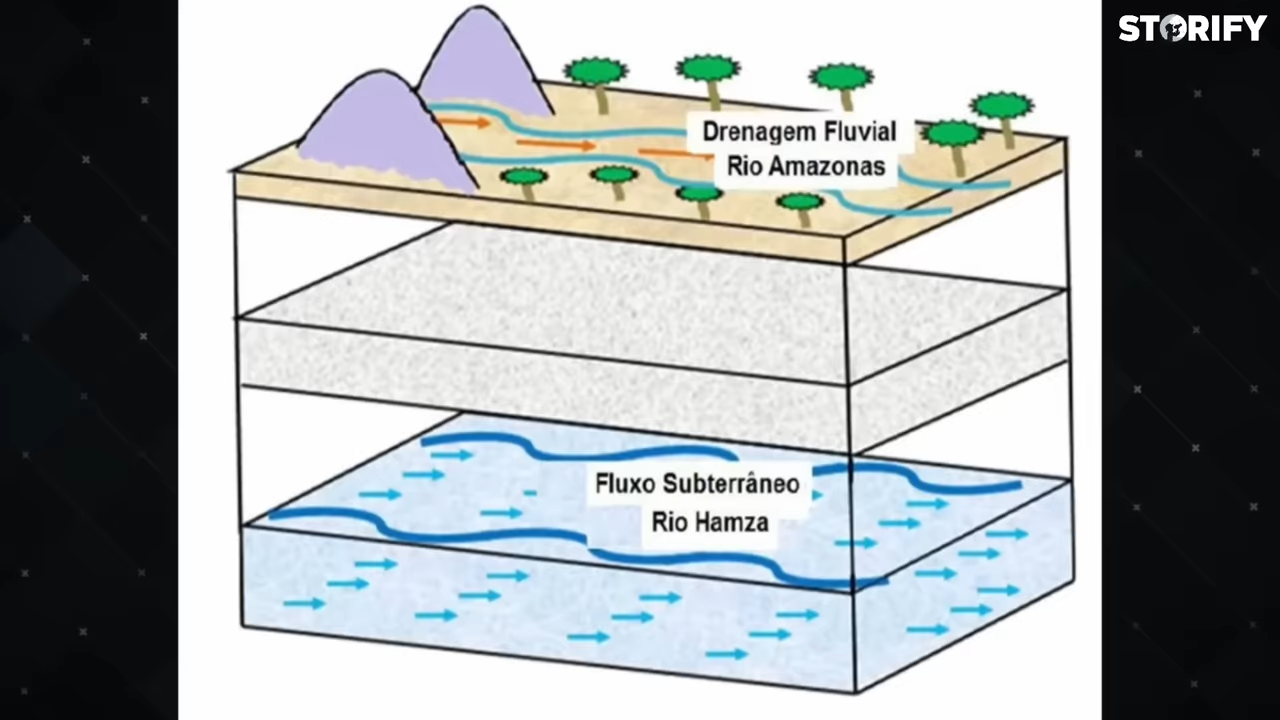 STORIFY
Drenagem Fluvial
Rio Amazonas
Fluxo Subterrâneo
Rio Hamza